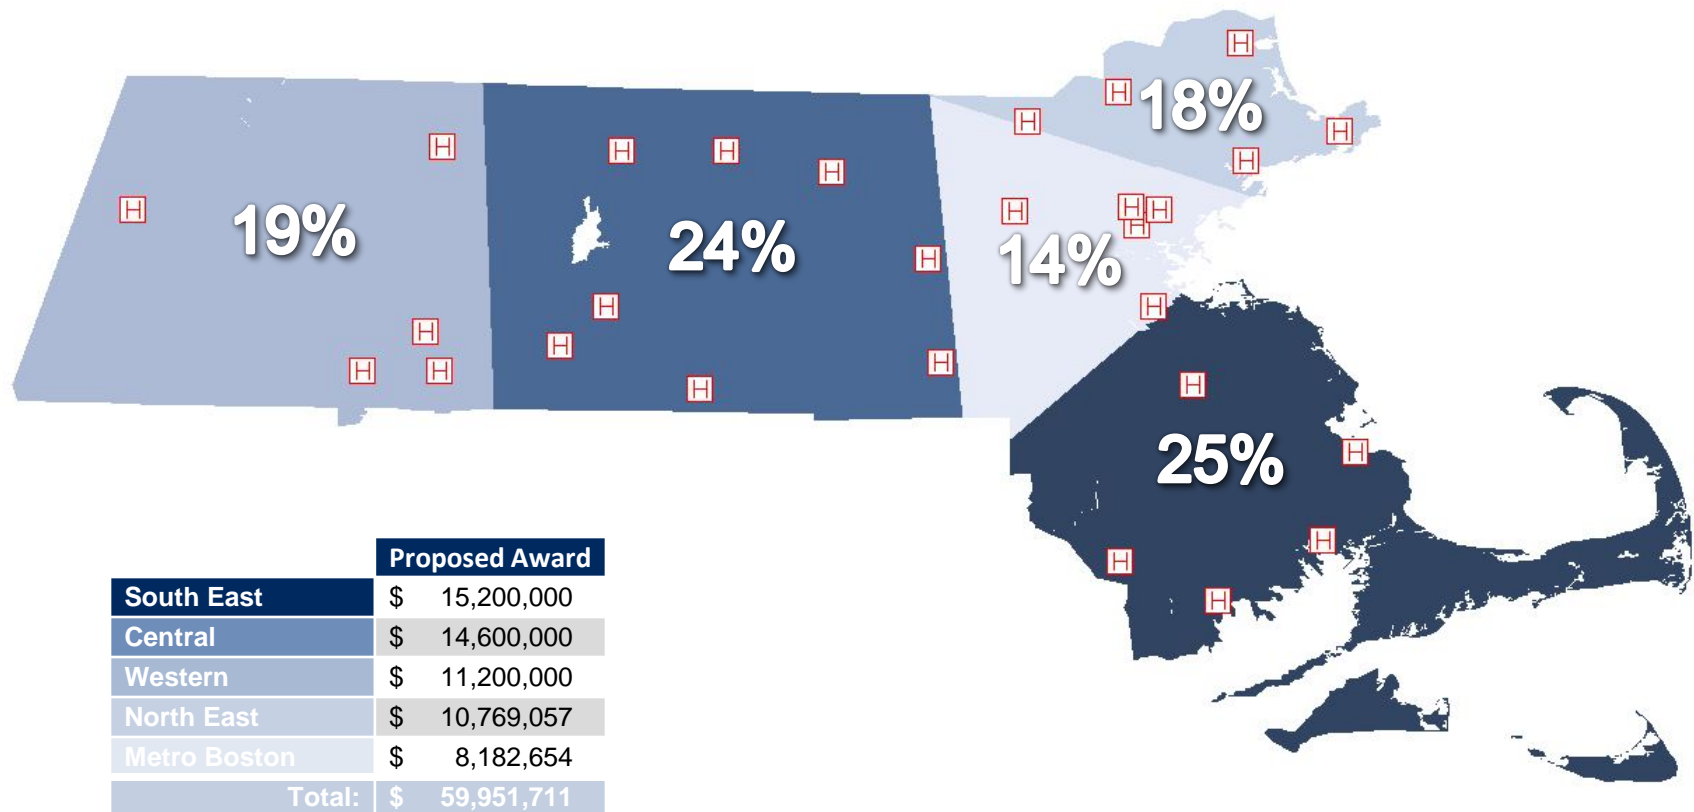 H
H
18%
H
H
H
H
H
H
H
H
H
H
H
H
H
19%
24%
H
14%
H
H
H
H
H
H
H
H
H
H
25%
H
H
H
H
Proposed Award
South East $ 15,200,000
Central $ 14,600,000
Western $ 11,200,000
North East $ 10,769,057
Metro Boston $ 8,182,654
Total: $ 59,951,711